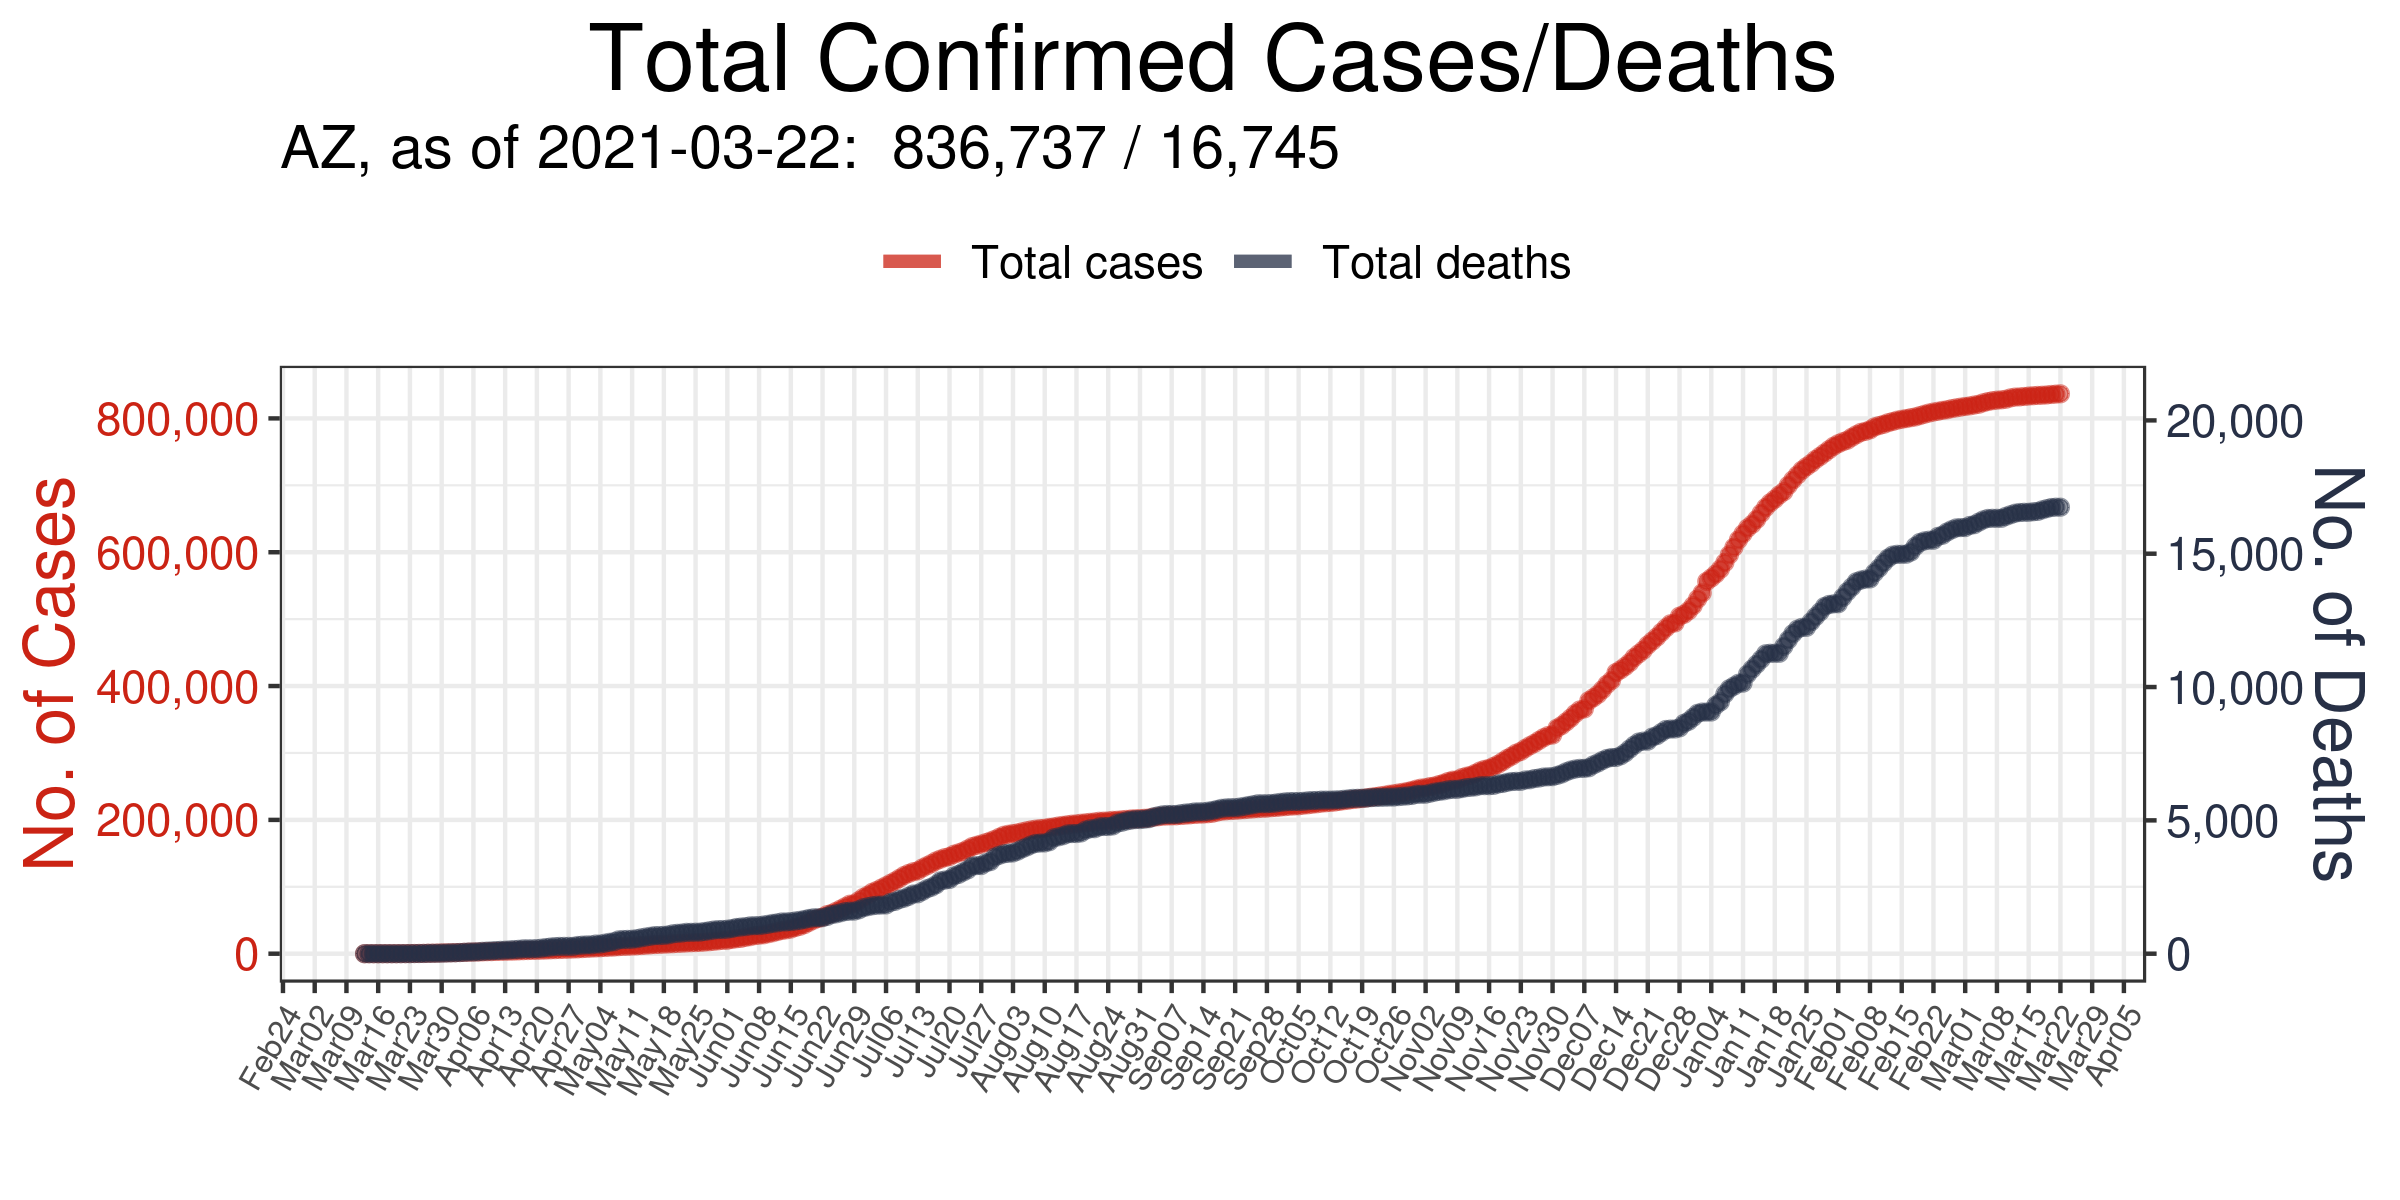 Total Confirmed Cases/Deaths
AZ, as of 2021-03-22:  836,737 / 16,745
Total cases
Total deaths
No. of Cases
800,000
600,000
400,000
200,000
0
20,000
15,000
10,000
5,000
0
No. of Deaths
Feb24
Mar02
Mar09
Mar16
Mar23
Mar30
Apr06
Apr13
Apr20
Apr27
May04
May11
May18
May25
Jun01
Jun08
Jun15
Jun22
Jun29
Jul06
Jul13
Jul20
Jul27
Aug03
Aug10
Aug17
Aug24
Aug31
Sep07
Sep14
Sep21
Sep28
Oct05
Oct12
Oct19
Oct26
Nov02
Nov09
Nov16
Nov23
Nov30
Dec07
Dec14
Dec21
Dec28
Jan04
Jan11
Jan18
Jan25
Feb01
Feb08
Feb15
Feb22
Mar01
Mar08
Mar15
Mar22
Mar29
Apr05